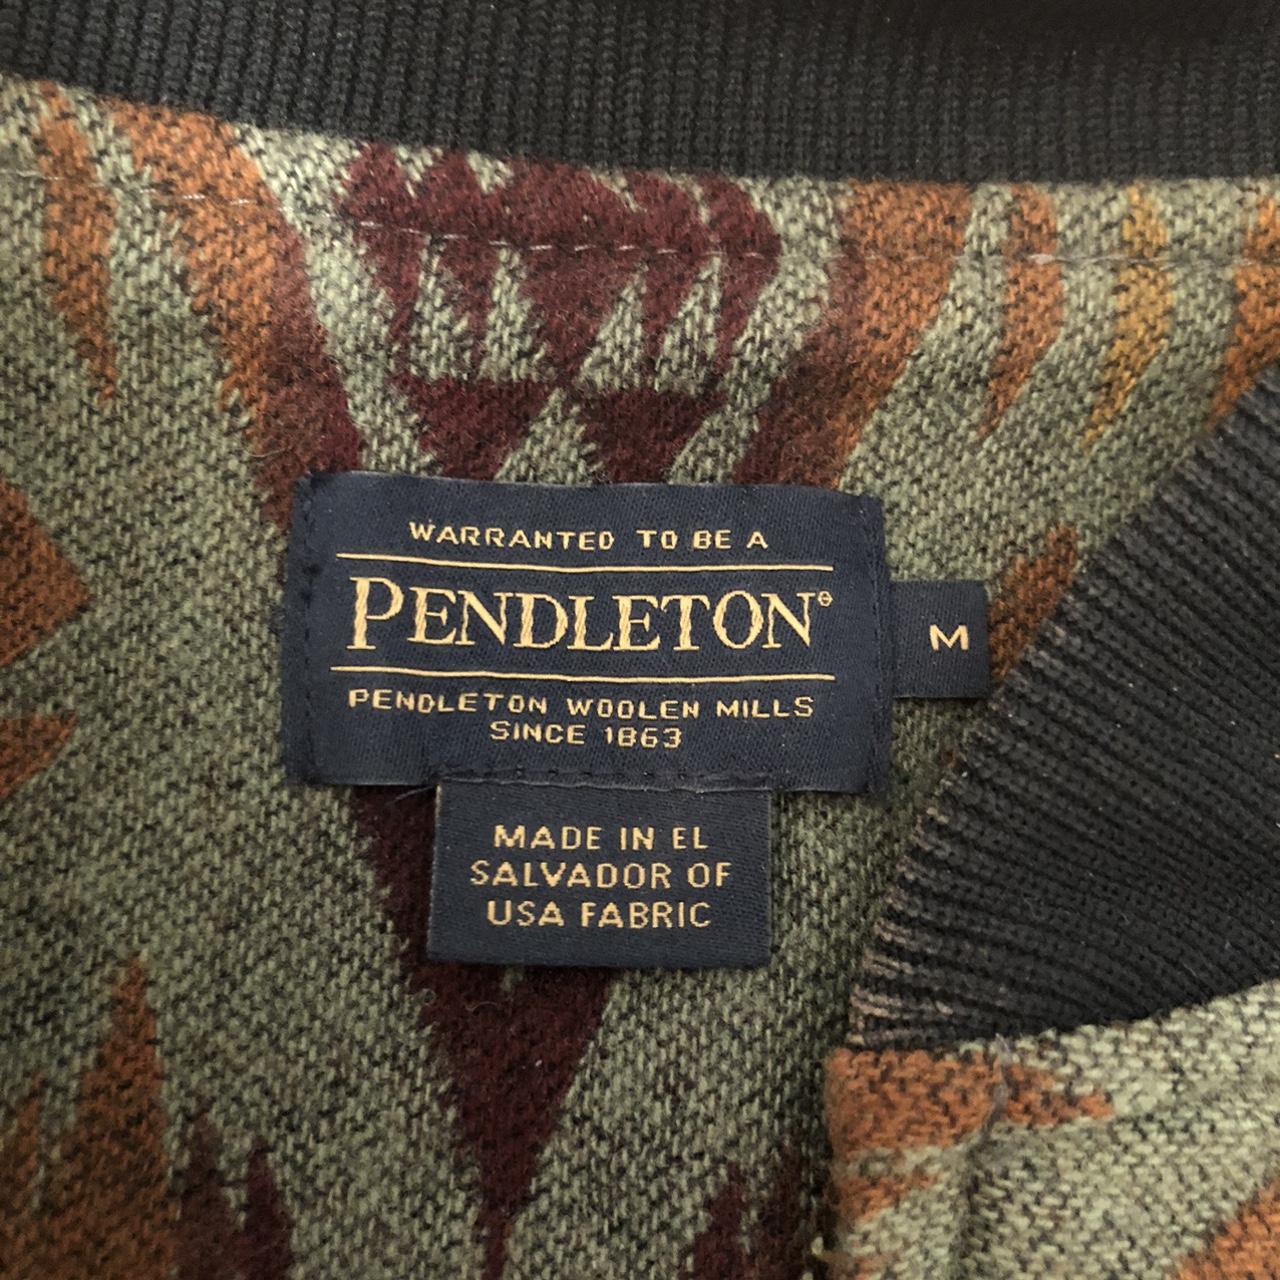 WARRANTED TO BE A
PENDLETON®
M
PENDLETON WOOLEN MILLS
SINCE 1863
MADE IN EL
SALVADOR OF
USA FABRIC